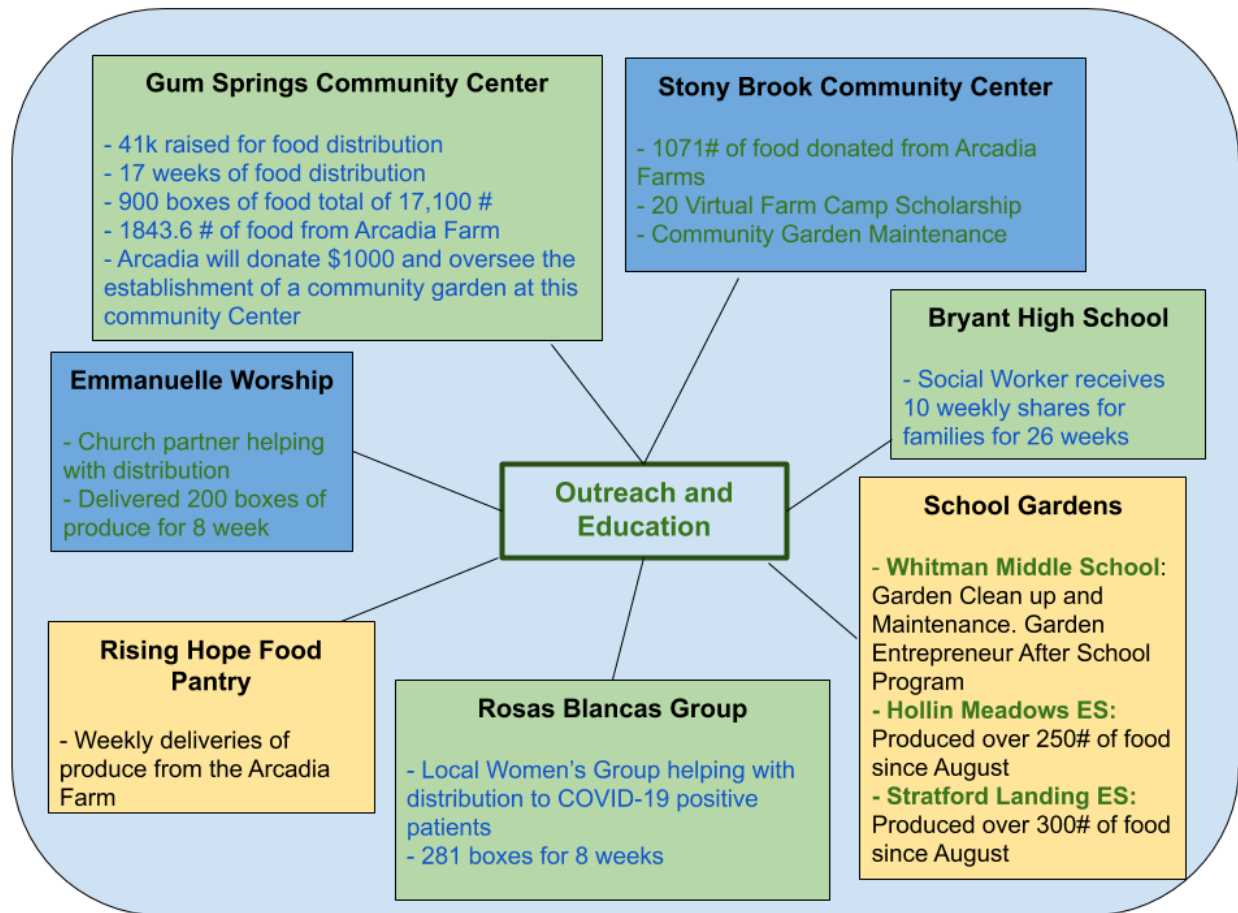 Gum Springs Community Center
- 41k raised for food distribution
- 17 weeks of food distribution
- 900 boxes of food total of 17,100 #
- 1843.6 # of food from Arcadia Farm
- Arcadia will donate $1000 and oversee the
establishment of a community garden at this
community Center
Stony Brook Community Center
- 1071# of food donated from Arcadia
Farms
- 20 Virtual Farm Camp Scholarship
- Community Garden Maintenance
Bryant High School
- Social Worker receives
10 weekly shares for
families for 26 weeks
Emmanuelle Worship
- Church partner helping
with distribution
- Delivered 200 boxes of
produce for 8 week
Outreach and
Education
School Gardens
- Whitman Middle School:
Garden Clean up and
Maintenance. Garden
Entrepreneur After School
Program
- Hollin Meadows ES:
Produced over 250# of food
since August
- Stratford Landing ES:
Produced over 300# of food
since August
Rising Hope Food
Pantry
- Weekly deliveries of
produce from the Arcadia
Farm
Rosas Blancas Group
- Local Women's Group helping with
distribution to COVID-19 positive
patients
- 281 boxes for 8 weeks